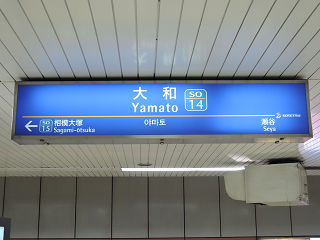 大和
Yamato
SO
14
SO
15
相模大塚
Sagami-ōtsuka
야마토
SOTETSU
瀬谷
Seya